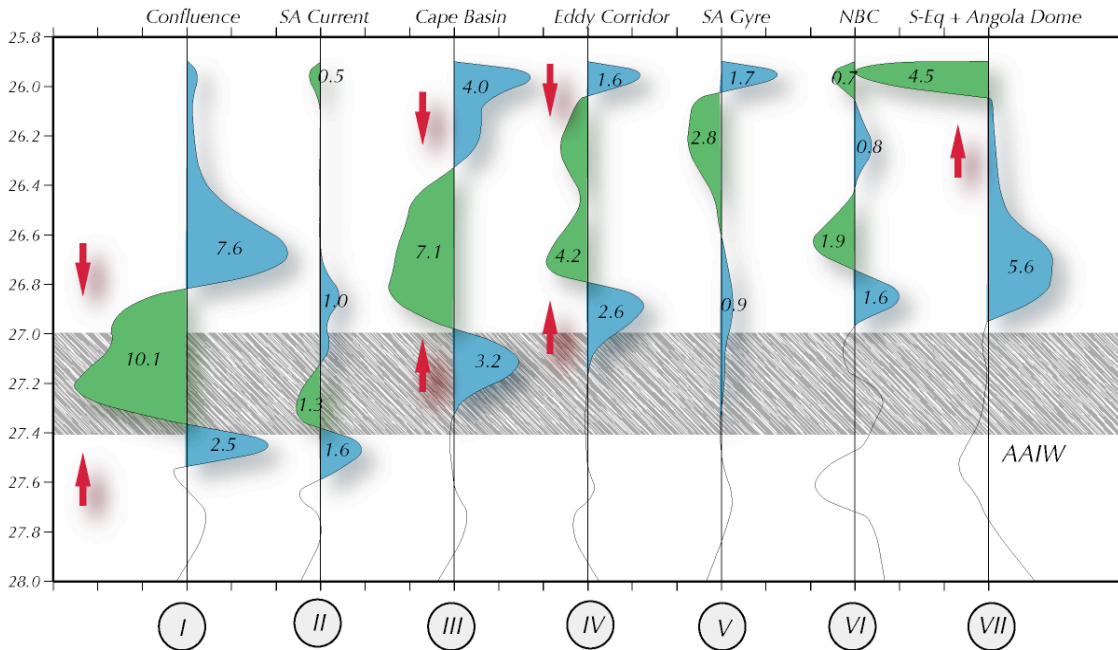 Confluence SA Current Cape Basin Eddy Corridor SA Gyre NBC S-Eq + Angola Dome
25.8
26.0
26.2
26.4
26.6
26.8
27.0
27.2
27.4
27.6
27.8
28.0
0.5 4.0 1.6 1.7 0.7 4.5
2.8 0.8
7.6 7.1 4.2 1.9 5.6
1.0 2.6 0.9 1.6
10.1 3.2
1.3
2.5 1.6
AAIW
I II III IV V VI VII